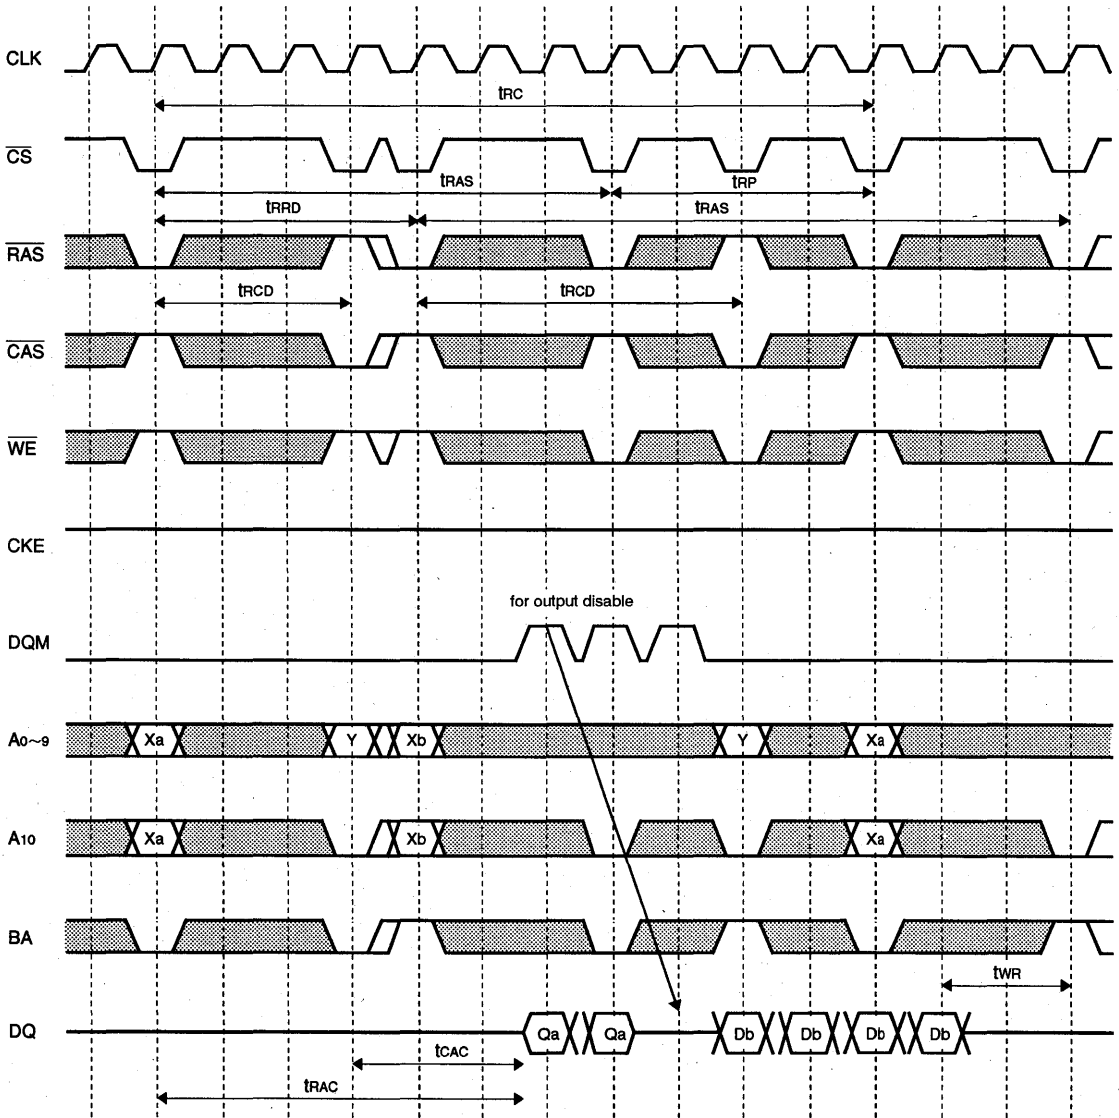 CLK
tRC
CS
tRAS
tRP
tRRD
tRAS
RAS
tRCD
tRCD
CAS
WE
CKE
for output disable
DQM
A0~9 Xa Y Xb Y Xa
A10 Xa Xb Xa
BA
tWR
DQ Qa Qa Db Db Db Db
tCAC
tRAC